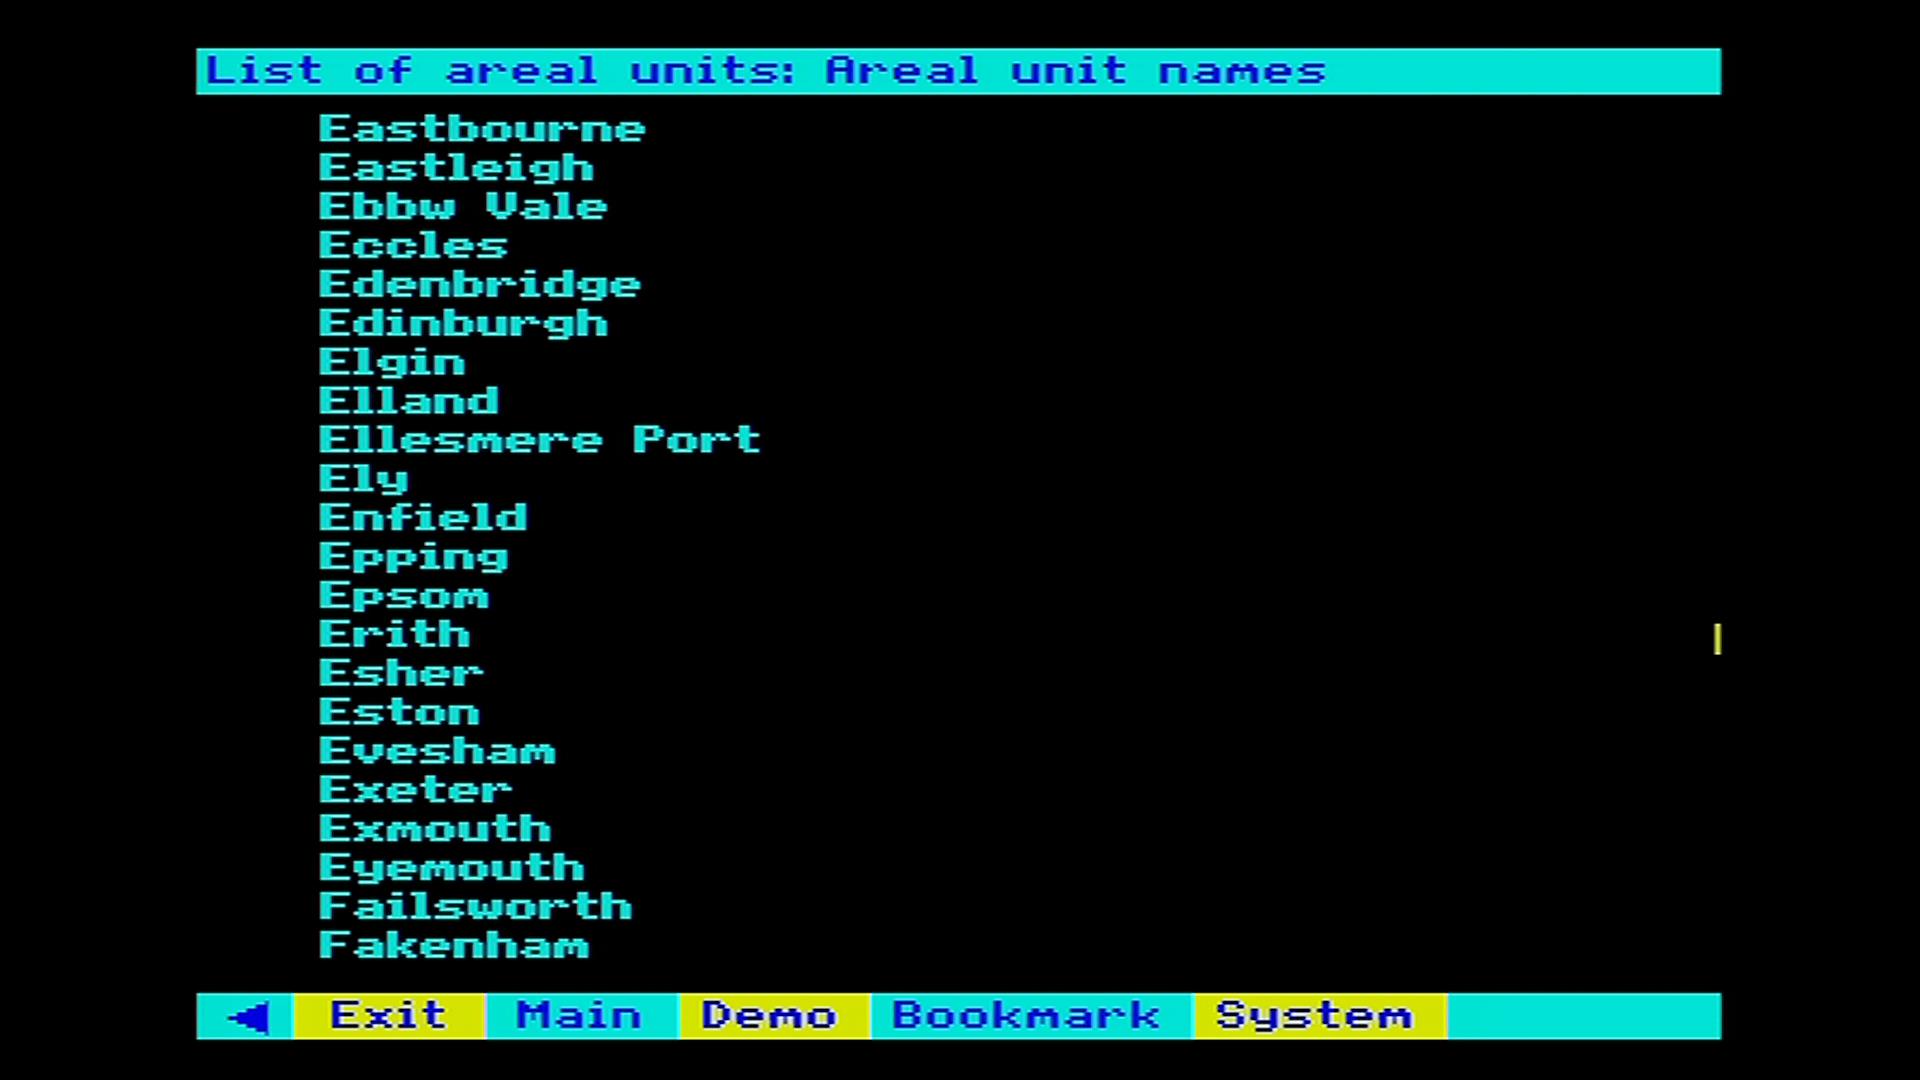 List of areal units: Areal unit names
Eastbourne
Eastleigh
Ebbw Vale
Eccles
Edenbridge
Edinburgh
Elgin
Elland
Ellesmere Port
Ely
Enfield
Epping
Epsom
Erith
Esher
Eston
Evesham
Exeter
Exmouth
Eyemouth
Failsworth
Fakenham
Exit Main Demo Bookmark System